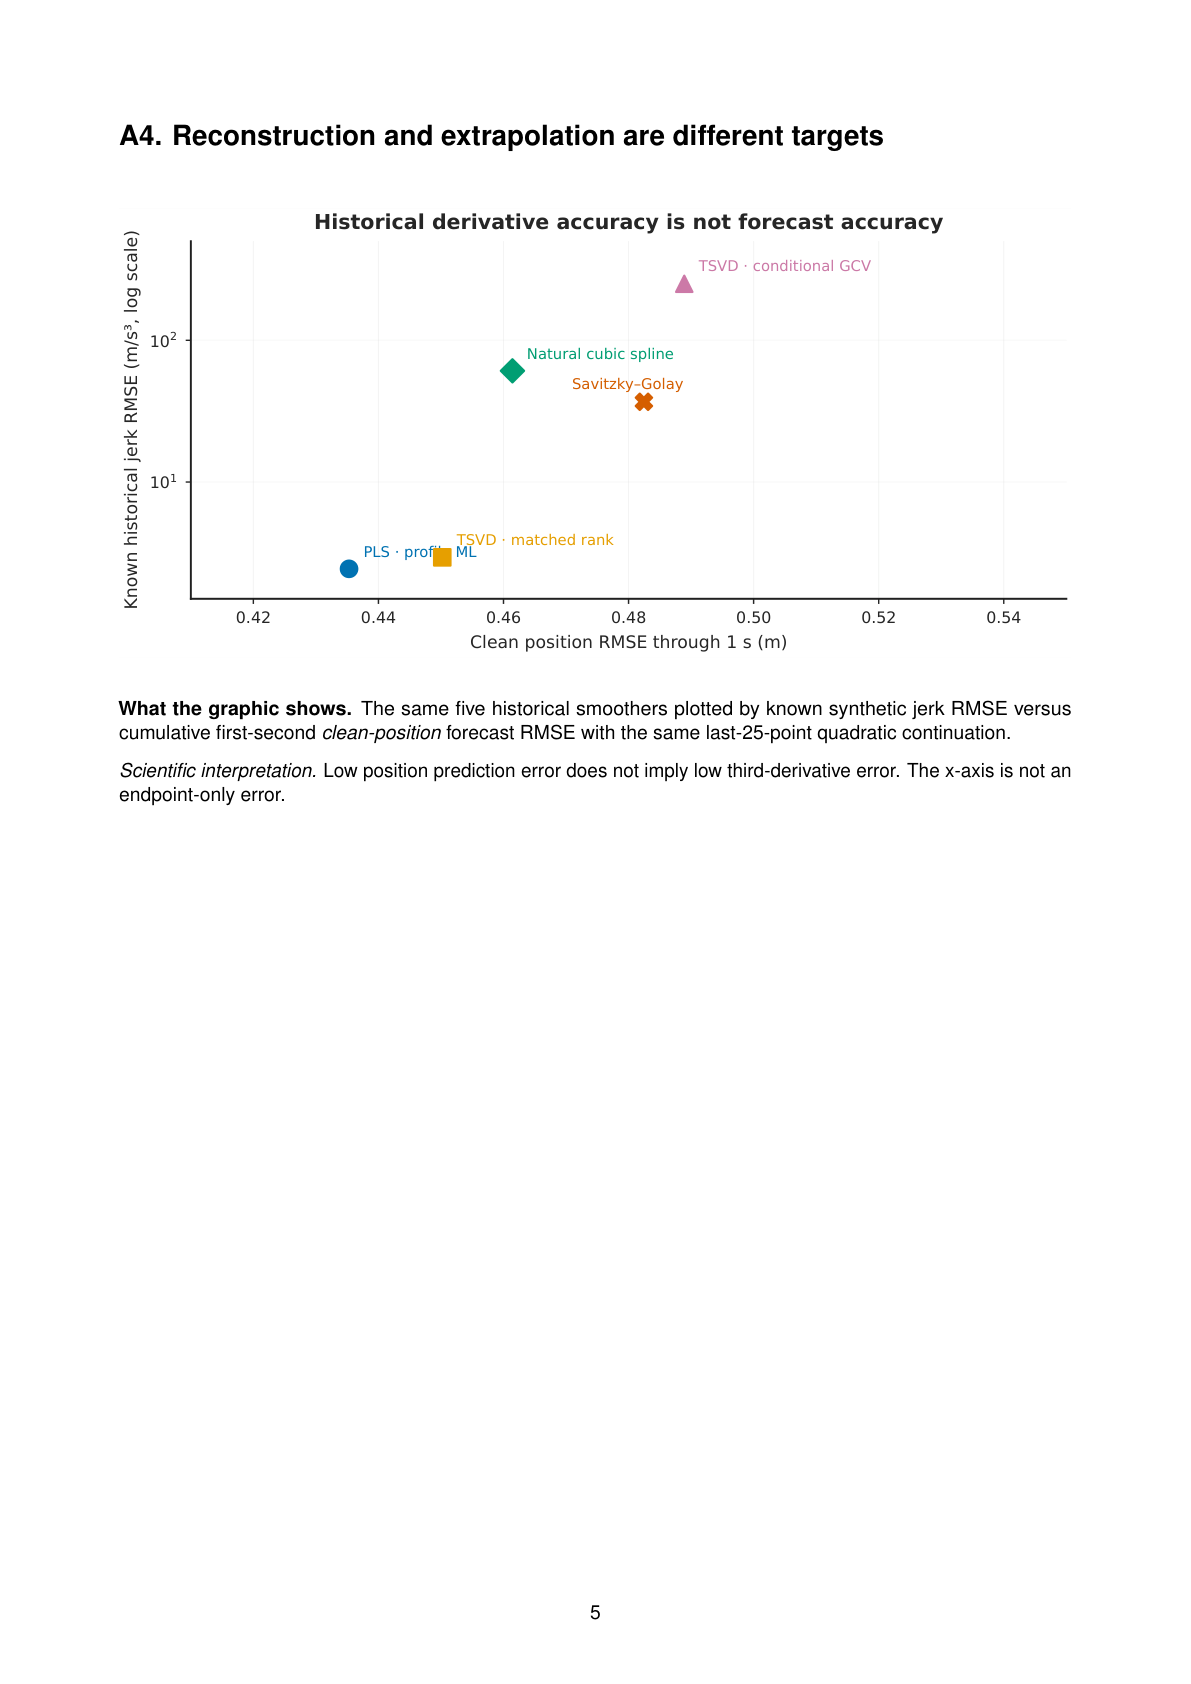 A4. Reconstruction and extrapolation are different targets
Historical derivative accuracy is not forecast accuracy
Known historical jerk RMSE (m/s³, log scale)
10²
10¹
TSVD · conditional GCV
Natural cubic spline
Savitzky–Golay
TSVD · matched rank
PLS · profile ML
0.42 0.44 0.46 0.48 0.50 0.52 0.54
Clean position RMSE through 1 s (m)
What the graphic shows. The same five historical smoothers plotted by known synthetic jerk RMSE versus
cumulative first-second clean-position forecast RMSE with the same last-25-point quadratic continuation.
Scientific interpretation. Low position prediction error does not imply low third-derivative error. The x-axis is not an
endpoint-only error.
5